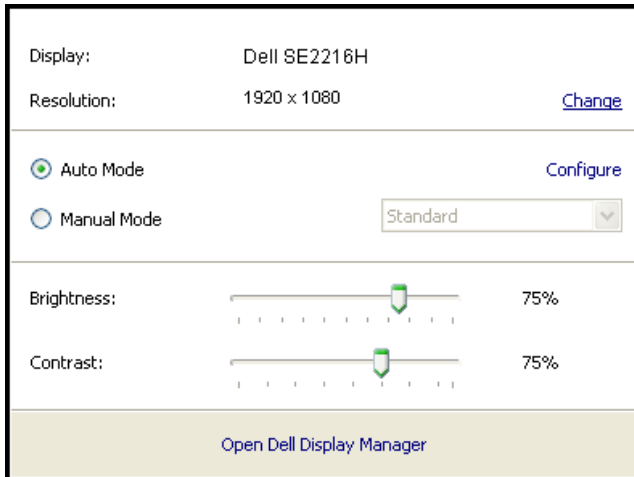 Display: Dell SE2216H
Resolution: 1920 x 1080 Change
Auto Mode Configure
Manual Mode Standard
Brightness: 75%
Contrast: 75%
Open Dell Display Manager